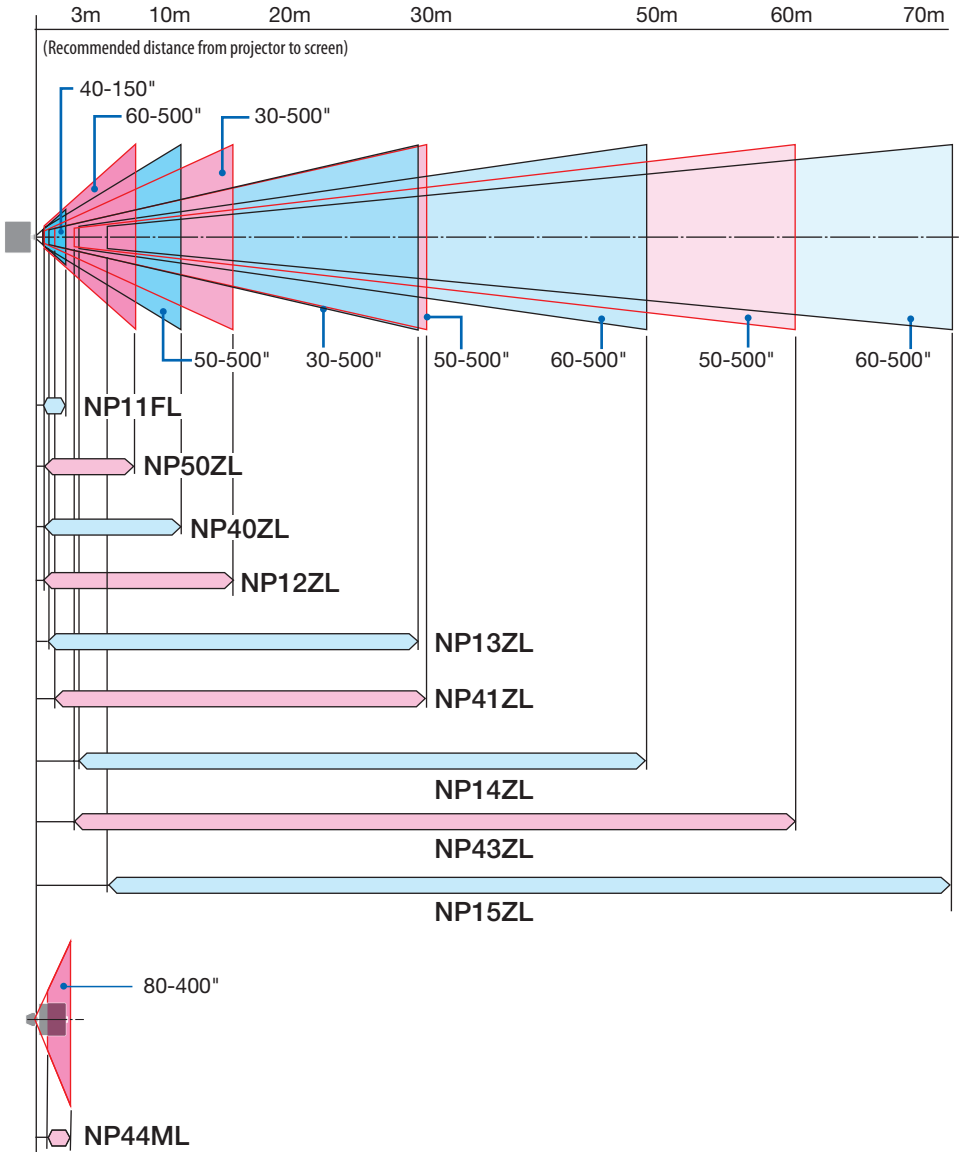 3m 10m 20m 30m 50m 60m 70m
(Recommended distance from projector to screen)
40-150"
60-500" 30-500"
50-500" 30-500" 50-500" 60-500" 50-500" 60-500"
NP11FL
NP50ZL
NP40ZL
NP12ZL
NP13ZL
NP41ZL
NP14ZL
NP43ZL
NP15ZL
80-400"
NP44ML